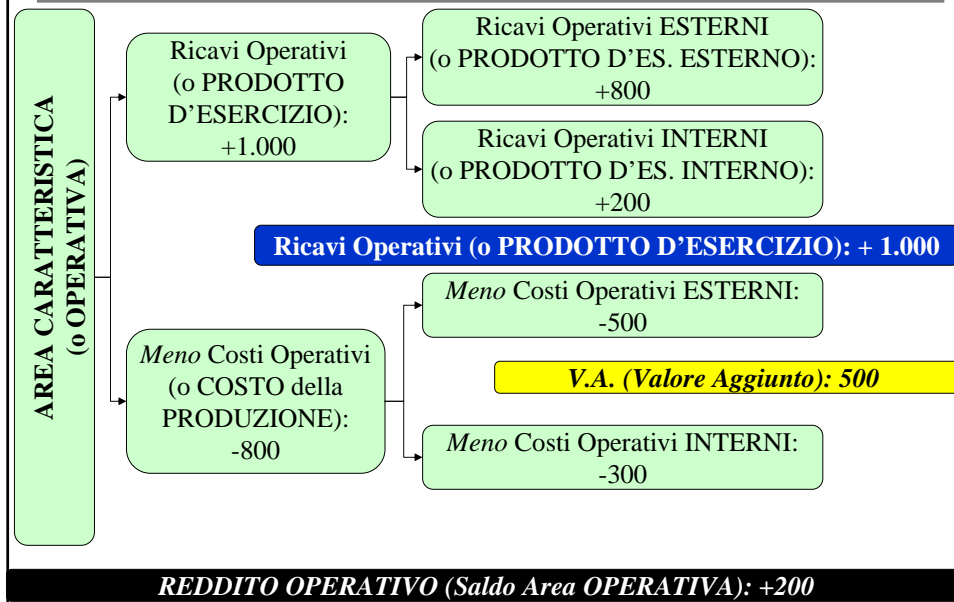 AREA CARATTERISTICA
(o OPERATIVA)
Ricavi Operativi
(o PRODOTTO
D'ESERCIZIO):
+1.000
Ricavi Operativi ESTERNI
(o PRODOTTO D'ES. ESTERNO):
+800
Ricavi Operativi INTERNI
(o PRODOTTO D'ES. INTERNO):
+200
Ricavi Operativi (o PRODOTTO D'ESERCIZIO): + 1.000
Meno Costi Operativi
(o COSTO della
PRODUZIONE):
-800
Meno Costi Operativi ESTERNI:
-500
V.A. (Valore Aggiunto): 500
Meno Costi Operativi INTERNI:
-300
REDDITO OPERATIVO (Saldo Area OPERATIVA): +200